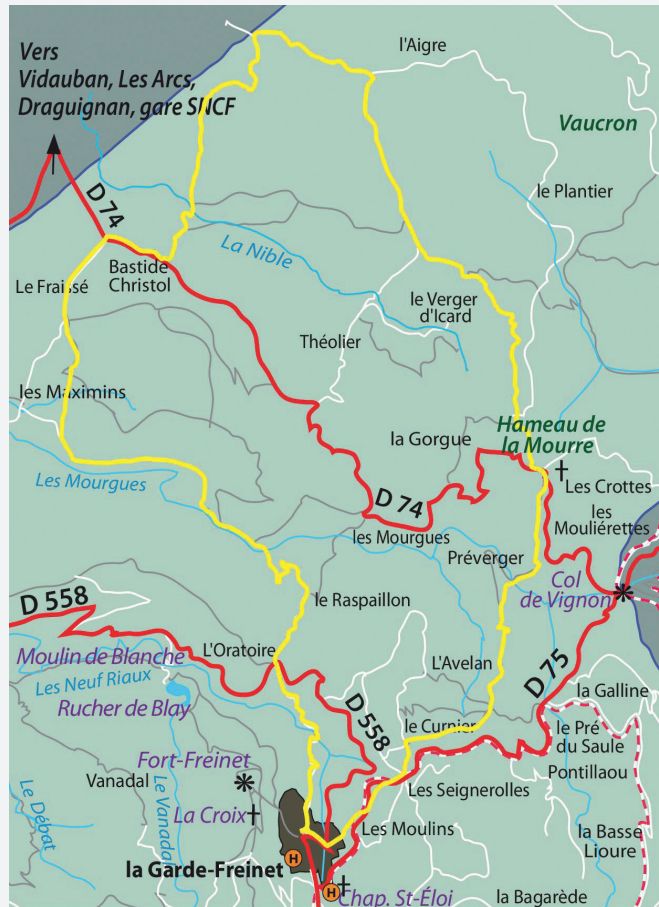 Vers
Vidauban, Les Arcs,
Draguignan, gare SNCF
l'Aigre
Vaucron
le Plantier
D 74
La Nible
Bastide
Christol
Le Fraissé
le Verger
d'Icard
Théolier
les Maximins
Hameau de
la Mourre
la Gorgue
Les Mourgues
Les Crottes
D 74
les
Mouliérettes
les Mourgues
Préverger
Col
de Vignon
D 558
le Raspaillon
L'Oratoire
Moulin de Blanche
L'Avelan
D 75
Les Neuf Riaux
la Galline
Rucher de Blay
D 558
le Curnier
le Pré
du Saule
Fort-Freinet
Pontillaou
Vanadal
Les Seignerolles
Le Débat
Le Vanadal
La Croix
Les Moulins
la Basse
Lioure
la Garde-Freinet
H
H
Chap. St-Éloi
la Bagarède